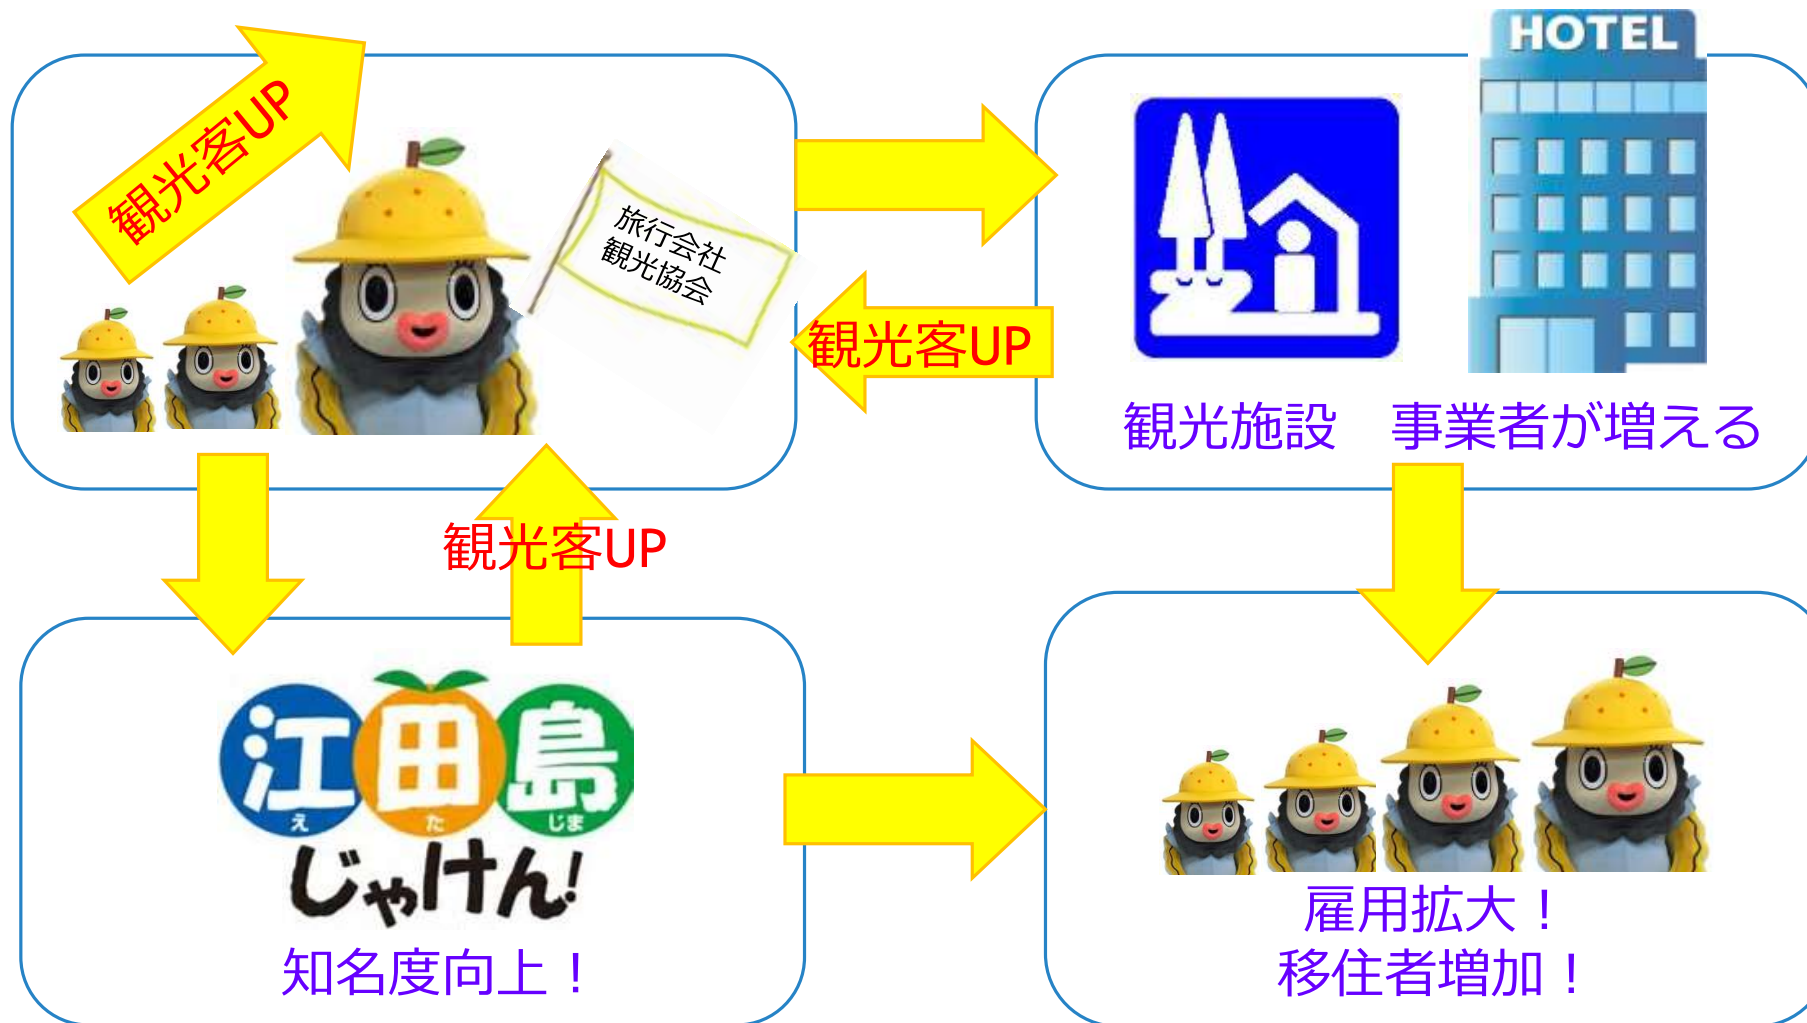 観光客UP
旅行会社
観光協会
HOTEL
観光客UP
観光施設　事業者が増える
観光客UP
江田島
え た じま
じゃけん!
知名度向上！
雇用拡大！
移住者増加！